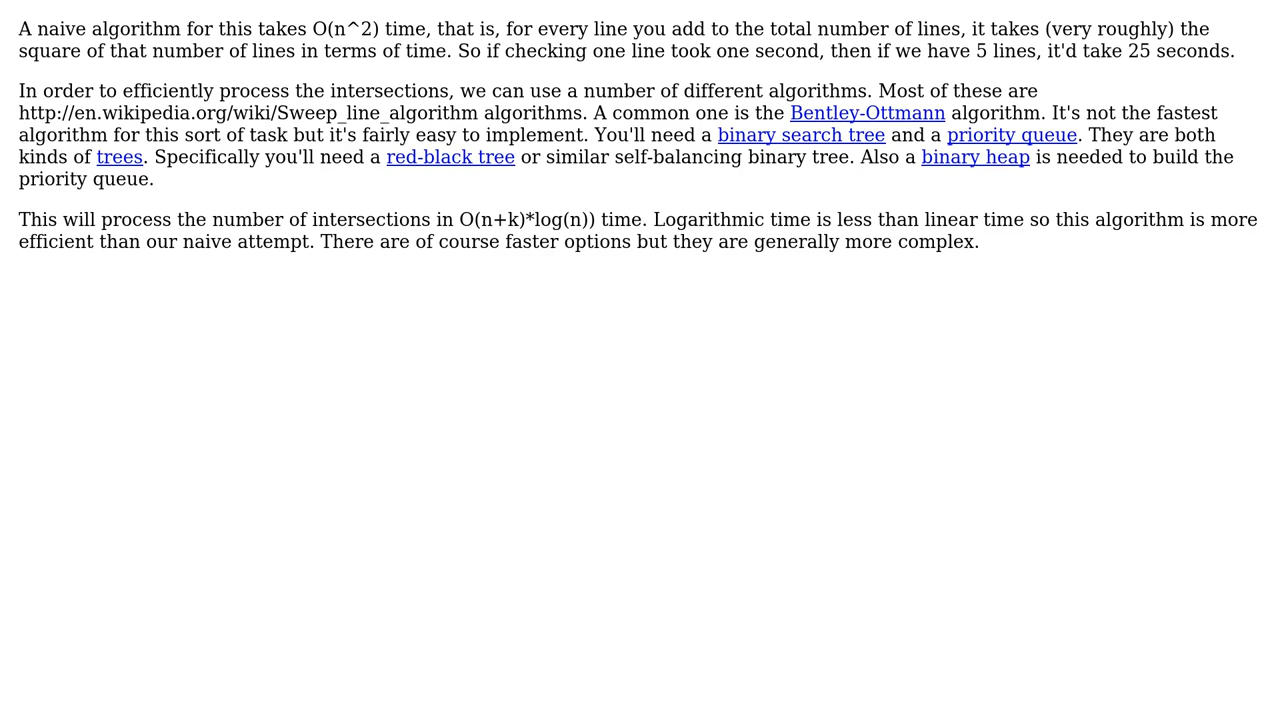 A naive algorithm for this takes O(n^2) time, that is, for every line you add to the total number of lines, it takes (very roughly) the
square of that number of lines in terms of time. So if checking one line took one second, then if we have 5 lines, it'd take 25 seconds.
In order to efficiently process the intersections, we can use a number of different algorithms. Most of these are
http://en.wikipedia.org/wiki/Sweep_line_algorithm algorithms. A common one is the Bentley-Ottmann algorithm. It's not the fastest
algorithm for this sort of task but it's fairly easy to implement. You'll need a binary search tree and a priority queue. They are both
kinds of trees. Specifically you'll need a red-black tree or similar self-balancing binary tree. Also a binary heap is needed to build the
priority queue.
This will process the number of intersections in O(n+k)*log(n)) time. Logarithmic time is less than linear time so this algorithm is more
efficient than our naive attempt. There are of course faster options but they are generally more complex.